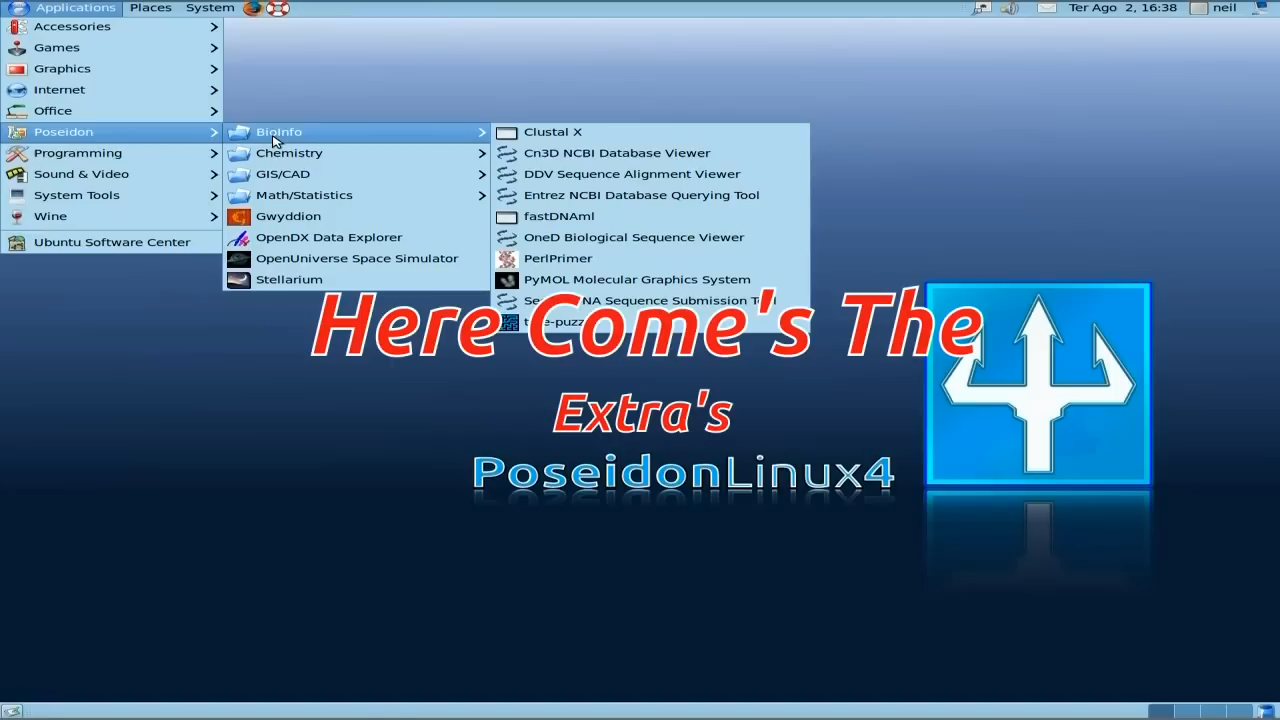 Applications Places System Ter Ago 2, 16:38 neil
Accessories
Games
Graphics
Internet
Office
Poseidon
Programming
Sound & Video
System Tools
Wine
Ubuntu Software Center
BioInfo
Chemistry
GIS/CAD
Math/Statistics
Gwyddion
OpenDX Data Explorer
OpenUniverse Space Simulator
Stellarium
Clustal X
Cn3D NCBI Database Viewer
DDV Sequence Alignment Viewer
Entrez NCBI Database Querying Tool
fastDNAml
OneD Biological Sequence Viewer
PerlPrimer
PyMOL Molecular Graphics System
Sequence Submission
Here Come's The
Extra's
PoseidonLinux4